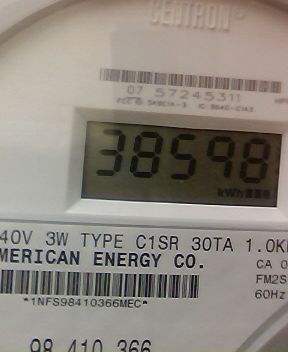 CENTRON®
07 57245311
38598
kWh
40V 3W TYPE C1SR 30TA 1.0K
MERICAN ENERGY CO.
CA 0
FM2S
60Hz
*1NFS98410366MEC*
98 410 366